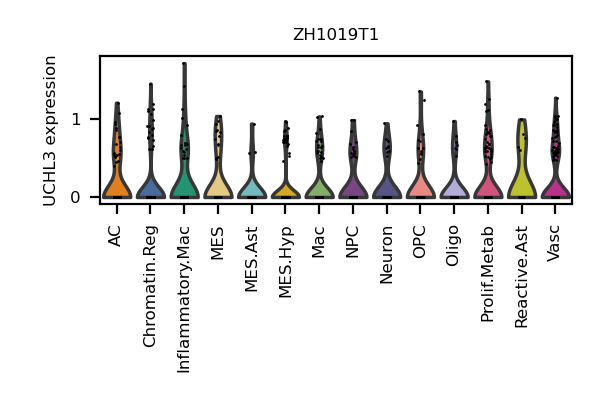 ZH1019T1
UCHL3 expression
1
0
AC
Chromatin.Reg
Inflammatory.Mac
MES
MES.Ast
MES.Hyp
Mac
NPC
Neuron
OPC
Oligo
Prolif.Metab
Reactive.Ast
Vasc